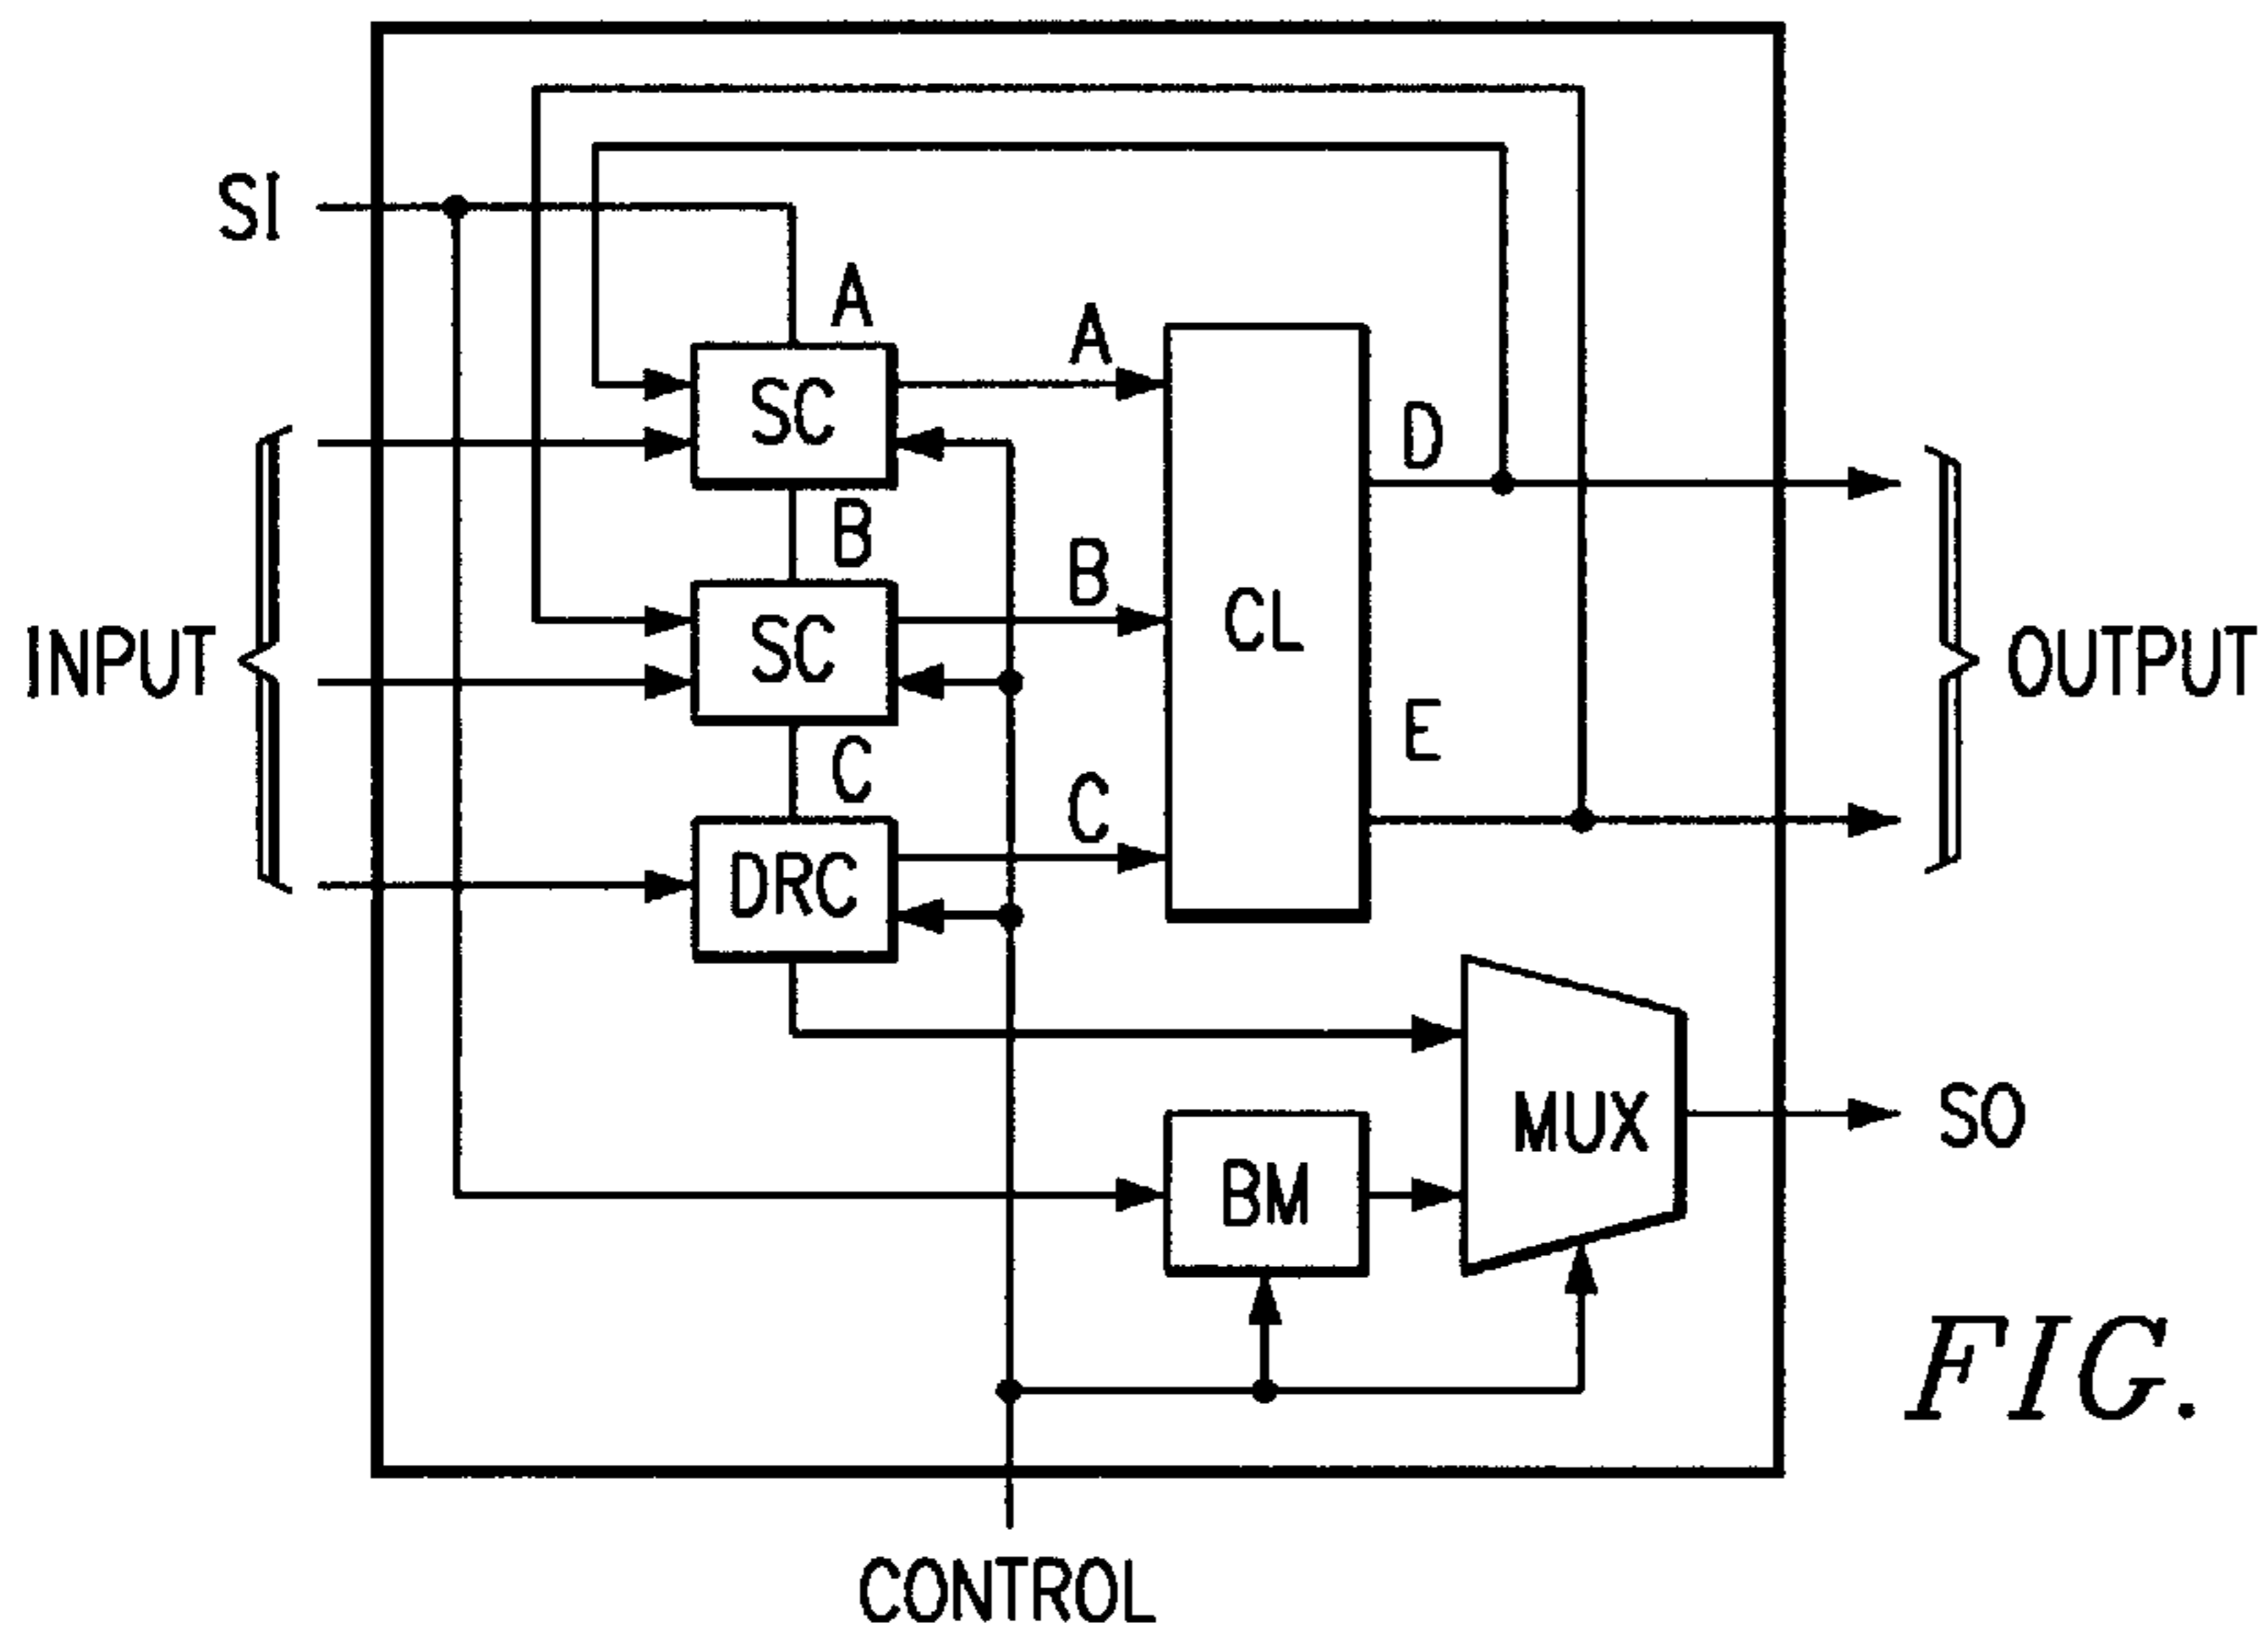 SI
A
A
SC
D
B
B
SC
CL
INPUT
OUTPUT
E
C
C
DRC
MUX
SO
BM
FIG.
CONTROL